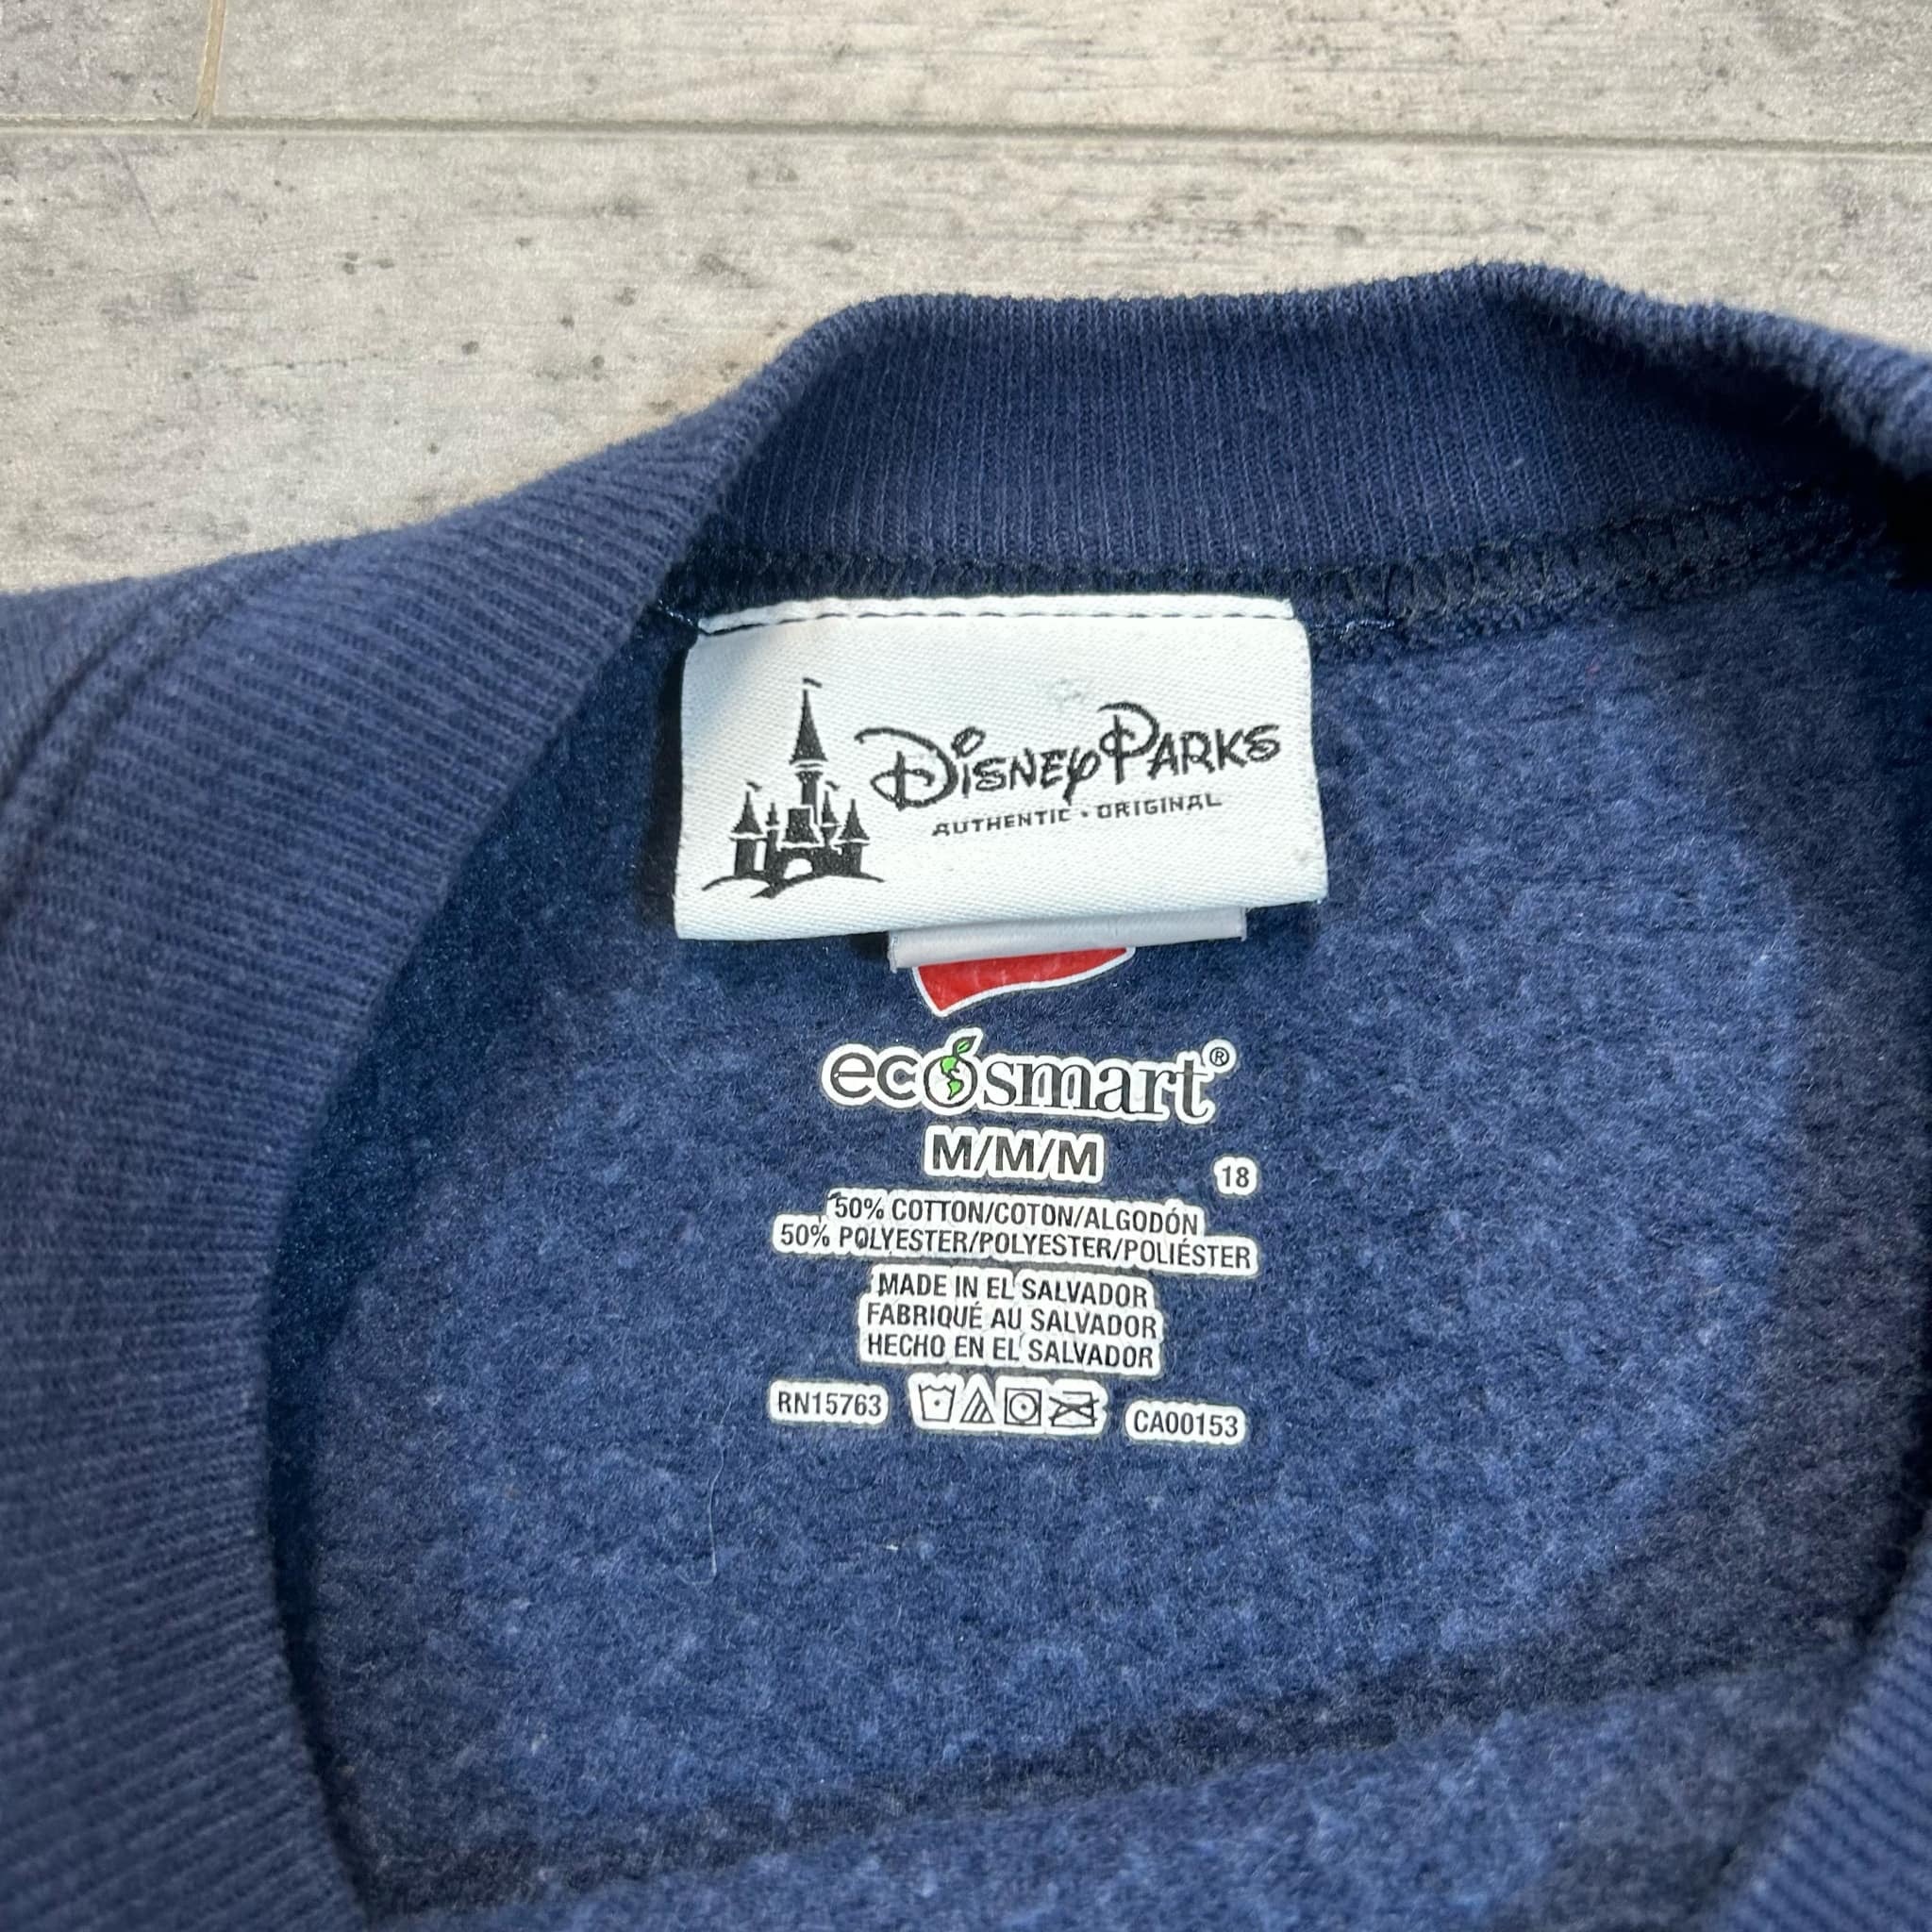 Disney Parks
AUTHENTIC • ORIGINAL
ecosmart®
M/M/M
18
50% COTTON/COTON/ALGODÓN
50% POLYESTER/POLYESTER/POLIÉSTER
MADE IN EL SALVADOR
FABRIQUÉ AU SALVADOR
HECHO EN EL SALVADOR
RN15763 CA00153